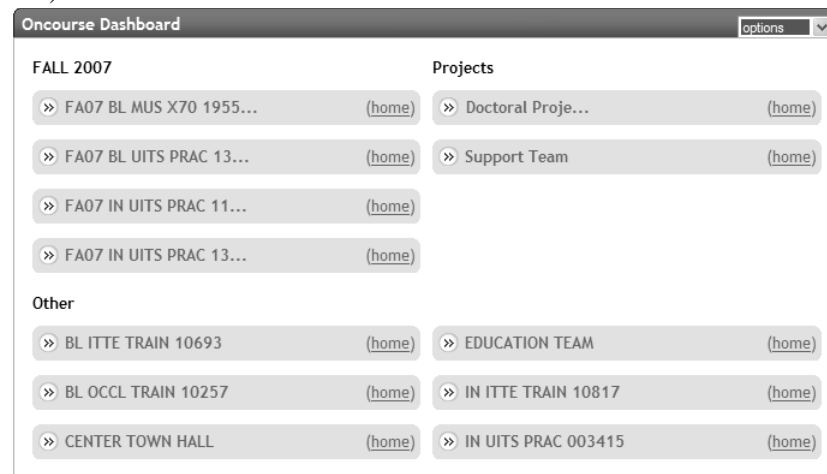 Oncourse Dashboard
options
FALL 2007
FA07 BL MUS X70 1955... (home)
FA07 BL UITS PRAC 13... (home)
FA07 IN UITS PRAC 11... (home)
FA07 IN UITS PRAC 13... (home)
Projects
Doctoral Proje... (home)
Support Team (home)
Other
BL ITTE TRAIN 10693 (home)
BL OCCL TRAIN 10257 (home)
CENTER TOWN HALL (home)
EDUCATION TEAM (home)
IN ITTE TRAIN 10817 (home)
IN UITS PRAC 003415 (home)